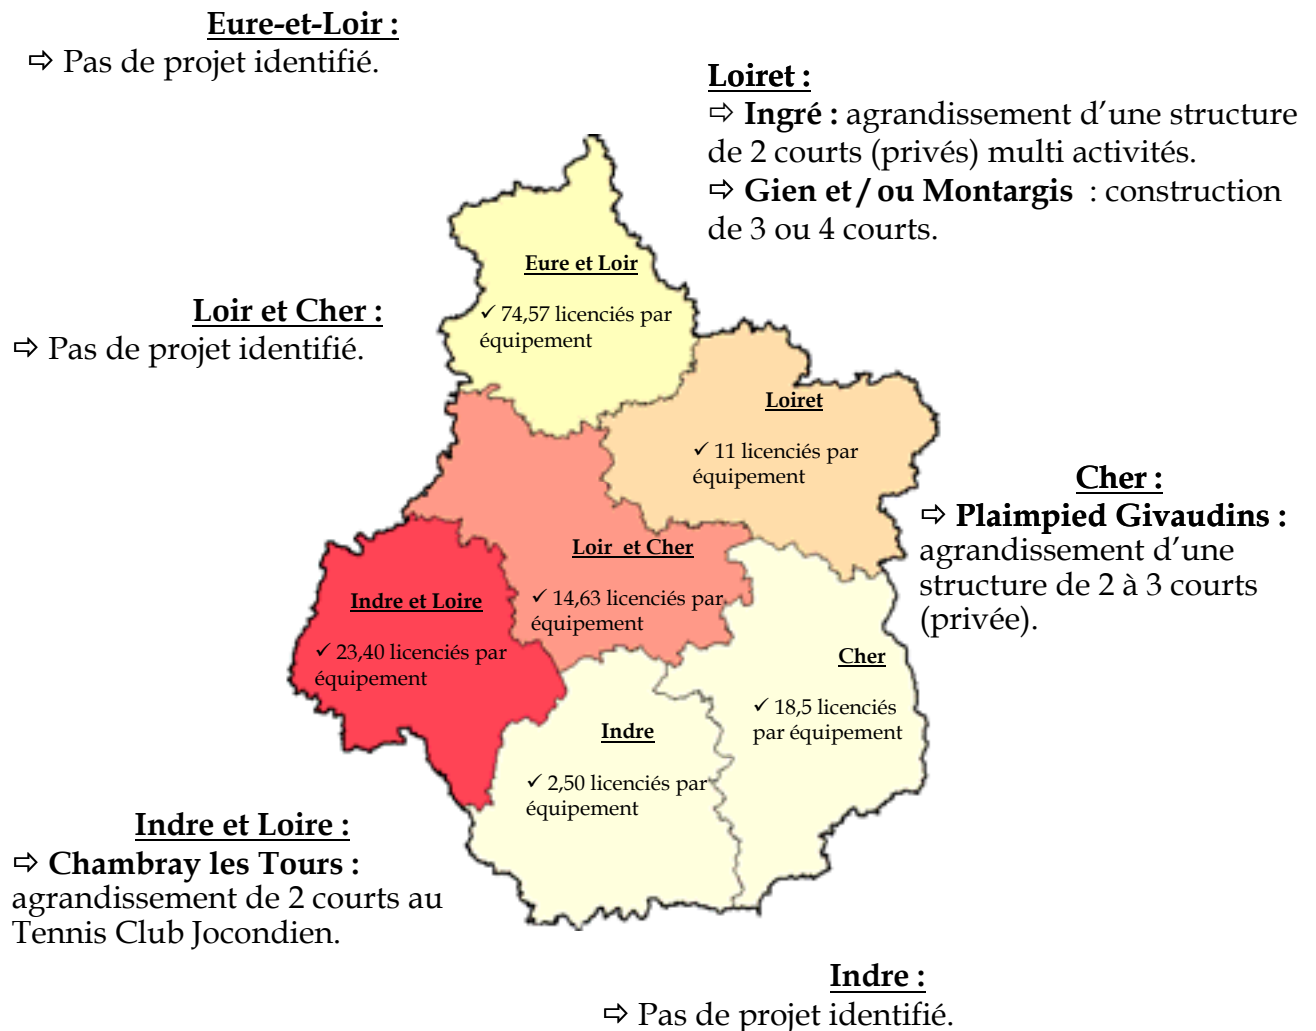 Eure-et-Loir :
⇨ Pas de projet identifié.
Loiret :
⇨ Ingré : agrandissement d’une structure
de 2 courts (privés) multi activités.
⇨ Gien et / ou Montargis : construction
de 3 ou 4 courts.
Eure et Loir
✓ 74,57 licenciés par
équipement
Loir et Cher :
⇨ Pas de projet identifié.
Loiret
✓ 11 licenciés par
équipement
Cher :
⇨ Plaimpied Givaudins :
agrandissement d’une
structure de 2 à 3 courts
(privée).
Loir et Cher
✓ 14,63 licenciés par
équipement
Indre et Loire
✓ 23,40 licenciés par
équipement
Cher
✓ 18,5 licenciés
par équipement
Indre
✓ 2,50 licenciés par
équipement
Indre et Loire :
⇨ Chambray les Tours :
agrandissement de 2 courts au
Tennis Club Jocondien.
Indre :
⇨ Pas de projet identifié.